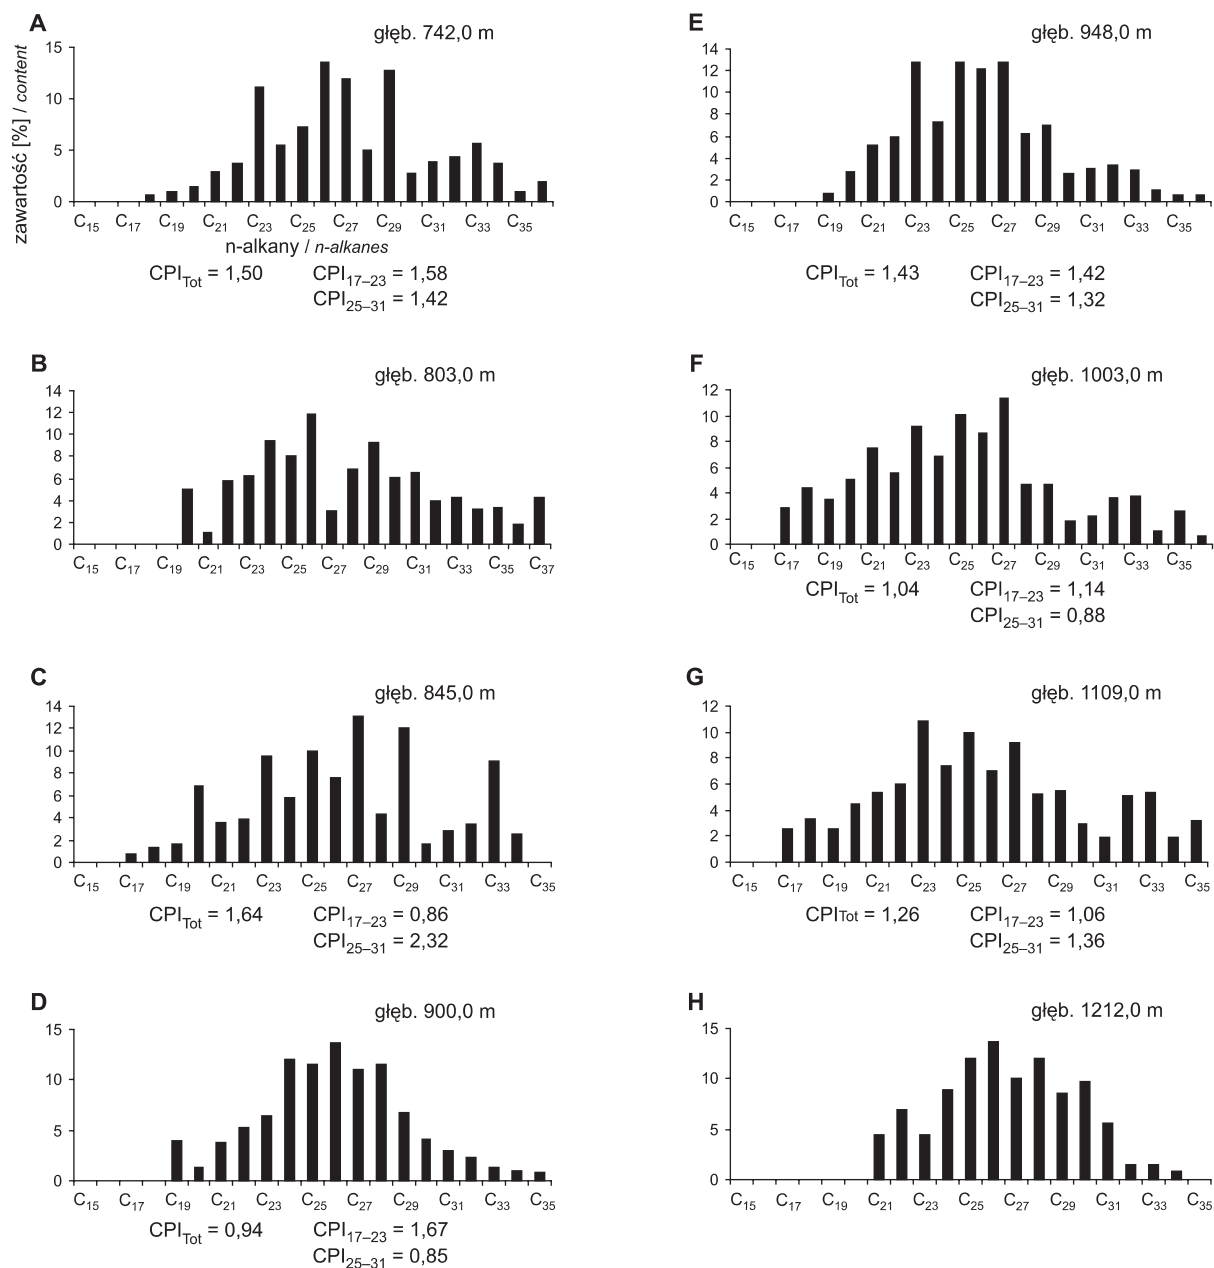 A
głęb. 742,0 m
zawartość [%] / content
15
10
5
0
C15 C17 C19 C21 C23 C25 C27 C29 C31 C33 C35
n-alkany / n-alkanes
CPITot = 1,50 CPI17–23 = 1,58
CPI25–31 = 1,42
B
głęb. 803,0 m
14
12
10
8
6
4
2
0
C15 C17 C19 C21 C23 C25 C27 C29 C31 C33 C35 C37
C
głęb. 845,0 m
14
12
10
8
6
4
2
0
C15 C17 C19 C21 C23 C25 C27 C29 C31 C33 C35
CPITot = 1,64 CPI17–23 = 0,86
CPI25–31 = 2,32
D
głęb. 900,0 m
15
10
5
0
C15 C17 C19 C21 C23 C25 C27 C29 C31 C33 C35
CPITot = 0,94 CPI17–23 = 1,67
CPI25–31 = 0,85
E
głęb. 948,0 m
14
12
10
8
6
4
2
0
C15 C17 C19 C21 C23 C25 C27 C29 C31 C33 C35
CPITot = 1,43 CPI17–23 = 1,42
CPI25–31 = 1,32
F
głęb. 1003,0 m
12
10
8
6
4
2
0
C15 C17 C19 C21 C23 C25 C27 C29 C31 C33 C35
CPITot = 1,04 CPI17–23 = 1,14
CPI25–31 = 0,88
G
głęb. 1109,0 m
12
10
8
6
4
2
0
C15 C17 C19 C21 C23 C25 C27 C29 C31 C33 C35
CPITot = 1,26 CPI17–23 = 1,06
CPI25–31 = 1,36
H
głęb. 1212,0 m
15
10
5
0
C15 C17 C19 C21 C23 C25 C27 C29 C31 C33 C35